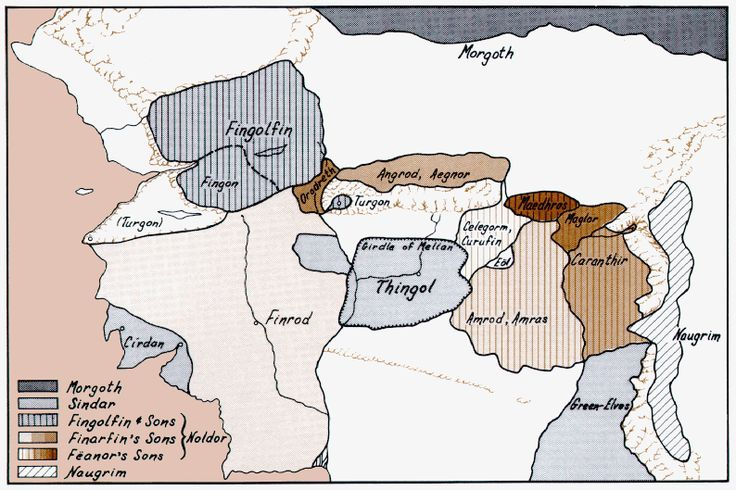 Morgoth
Fingolfin
Fingon
Orodreth
Angrod, Aegnor
(Turgon)
Turgon
Maedhros
Maglor
Celegorm,
Curufin
Girdle of Melian
Eöl
Caranthir
Thingol
Finrod
Amrod, Amras
Círdan
Naugrim
Green-Elves
Morgoth
Sindar
Fingolfin & Sons
Finarfin's Sons
Noldor
Fëanor's Sons
Naugrim